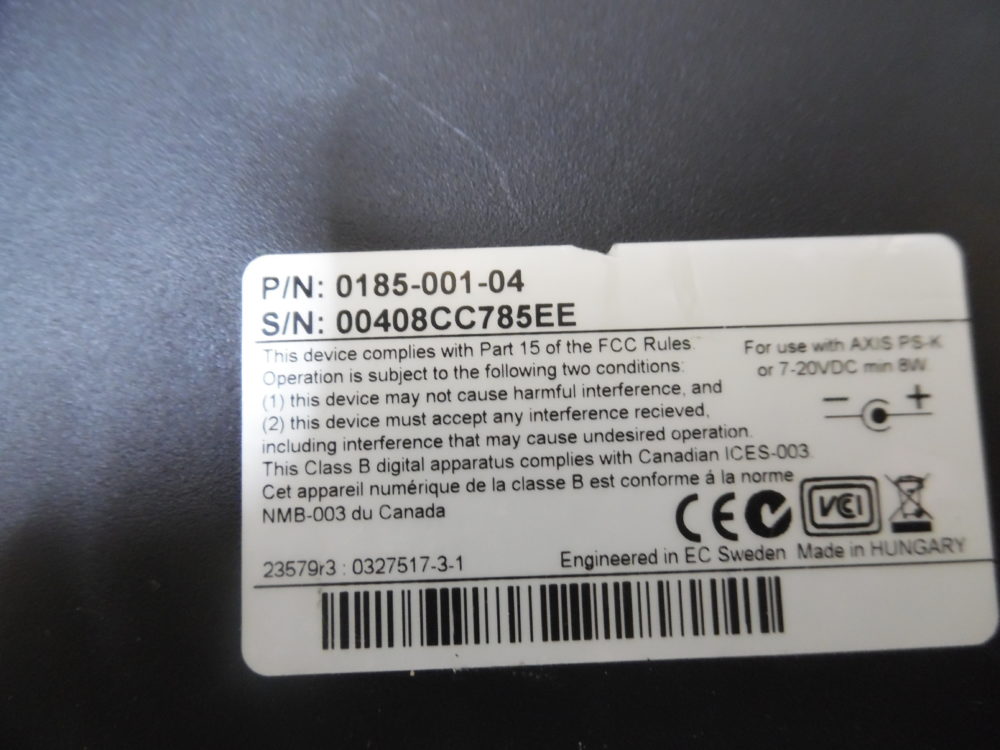 P/N: 0185-001-04
S/N: 00408CC785EE
This device complies with Part 15 of the FCC Rules.
Operation is subject to the following two conditions:
(1) this device may not cause harmful interference, and
(2) this device must accept any interference recieved,
including interference that may cause undesired operation.
This Class B digital apparatus complies with Canadian ICES-003.
Cet appareil numérique de la classe B est conforme á la norme
NMB-003 du Canada
For use with AXIS PS-K
or 7-20VDC min 8W
− +
CE VCI
23579r3 : 0327517-3-1
Engineered in EC Sweden Made in HUNGARY